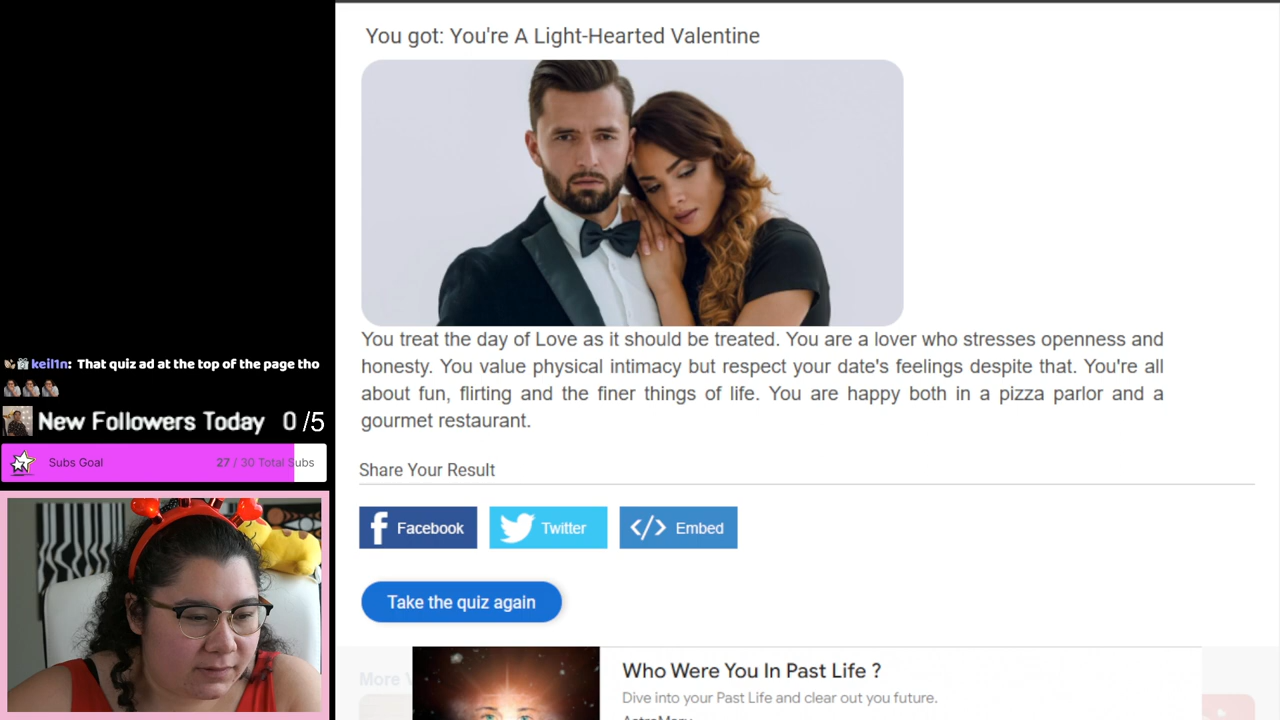 You got: You're A Light-Hearted Valentine
You treat the day of Love as it should be treated. You are a lover who stresses openness and
honesty. You value physical intimacy but respect your date's feelings despite that. You're all
about fun, flirting and the finer things of life. You are happy both in a pizza parlor and a
gourmet restaurant.
Share Your Result
Facebook
Twitter
Embed
Take the quiz again
More V
Who Were You In Past Life ?
Dive into your Past Life and clear out you future.
keil1n: That quiz ad at the top of the page tho
New Followers Today 0 /5
Subs Goal 27 / 30 Total Subs